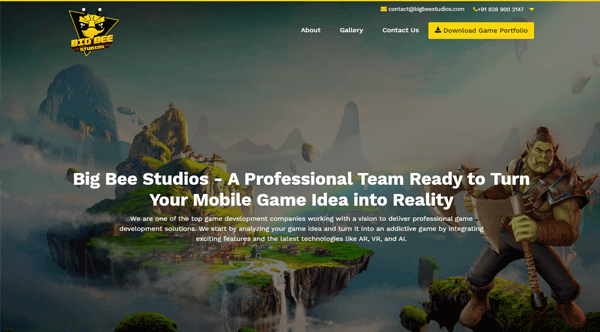 contact@bigbeestudios.com +91 828 900 2147
BIG BEE
STUDIOS
About Gallery Contact Us Download Game Portfolio
Big Bee Studios - A Professional Team Ready to Turn
Your Mobile Game Idea into Reality
We are one of the top game development companies working with a vision to deliver professional game
development solutions. We start by analyzing your game idea and turn it into an addictive game by integrating
exciting features and the latest technologies like AR, VR, and AI.